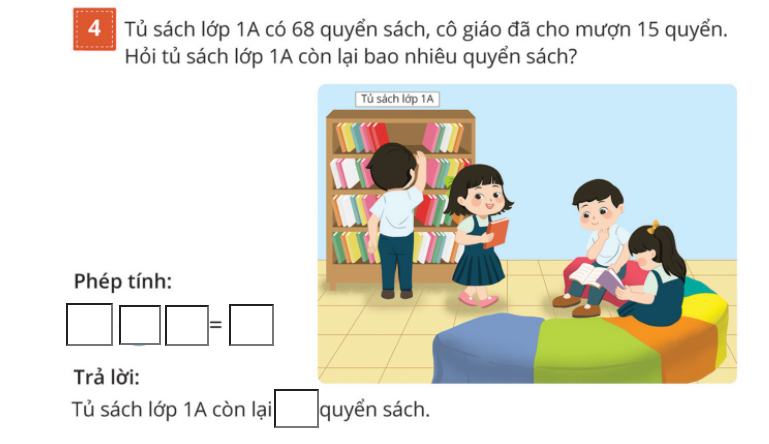 4 Tủ sách lớp 1A có 68 quyển sách, cô giáo đã cho mượn 15 quyển.
Hỏi tủ sách lớp 1A còn lại bao nhiêu quyển sách?
Tủ sách lớp 1A
Phép tính:
=
Trả lời:
Tủ sách lớp 1A còn lại quyển sách.